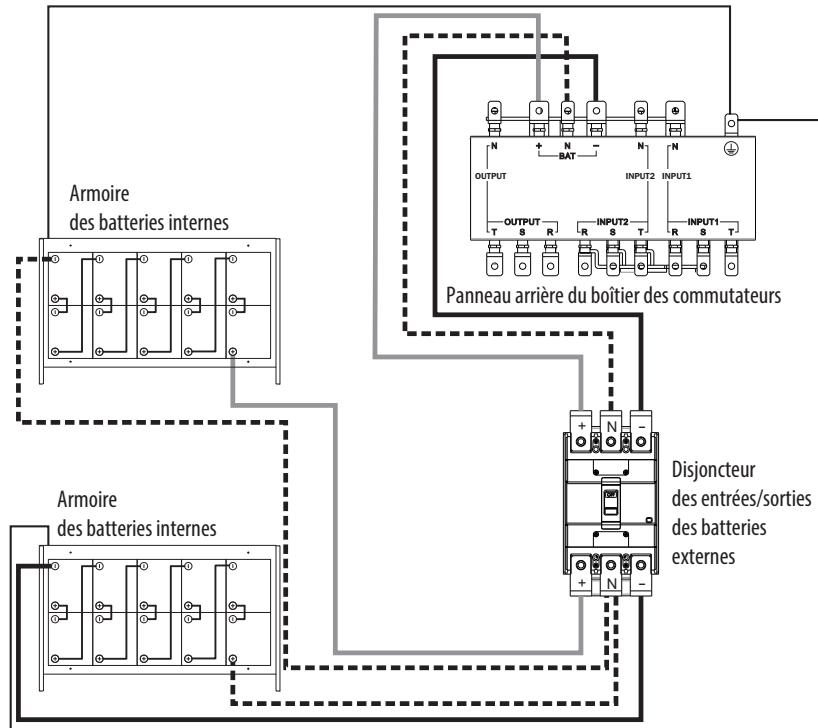 N + N − N N
BAT
OUTPUT INPUT2 INPUT1
OUTPUT INPUT2 INPUT1
T S R R S T R S T
Panneau arrière du boîtier des commutateurs
Armoire
des batteries internes
+ N −
OFF
Disjoncteur
des entrées/sorties
des batteries
externes
+ N −
Armoire
des batteries internes